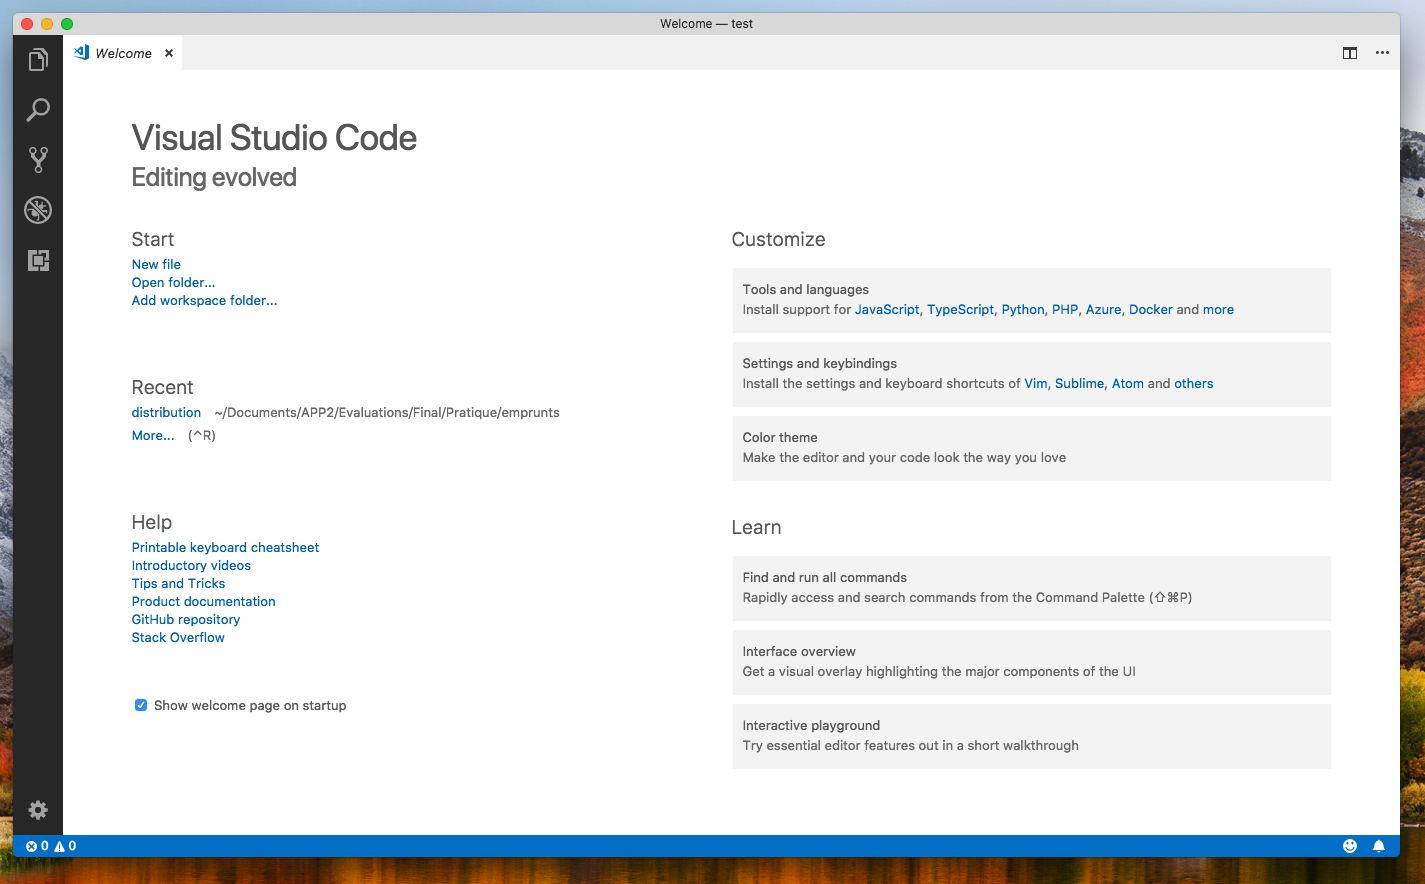 Welcome — test
Welcome
Visual Studio Code
Editing evolved
Start
New file
Open folder...
Add workspace folder...
Recent
distribution ~/Documents/APP2/Evaluations/Final/Pratique/emprunts
More... (^R)
Help
Printable keyboard cheatsheet
Introductory videos
Tips and Tricks
Product documentation
GitHub repository
Stack Overflow
Show welcome page on startup
Customize
Tools and languages
Install support for JavaScript, TypeScript, Python, PHP, Azure, Docker and more
Settings and keybindings
Install the settings and keyboard shortcuts of Vim, Sublime, Atom and others
Color theme
Make the editor and your code look the way you love
Learn
Find and run all commands
Rapidly access and search commands from the Command Palette (⇧⌘P)
Interface overview
Get a visual overlay highlighting the major components of the UI
Interactive playground
Try essential editor features out in a short walkthrough
0 0